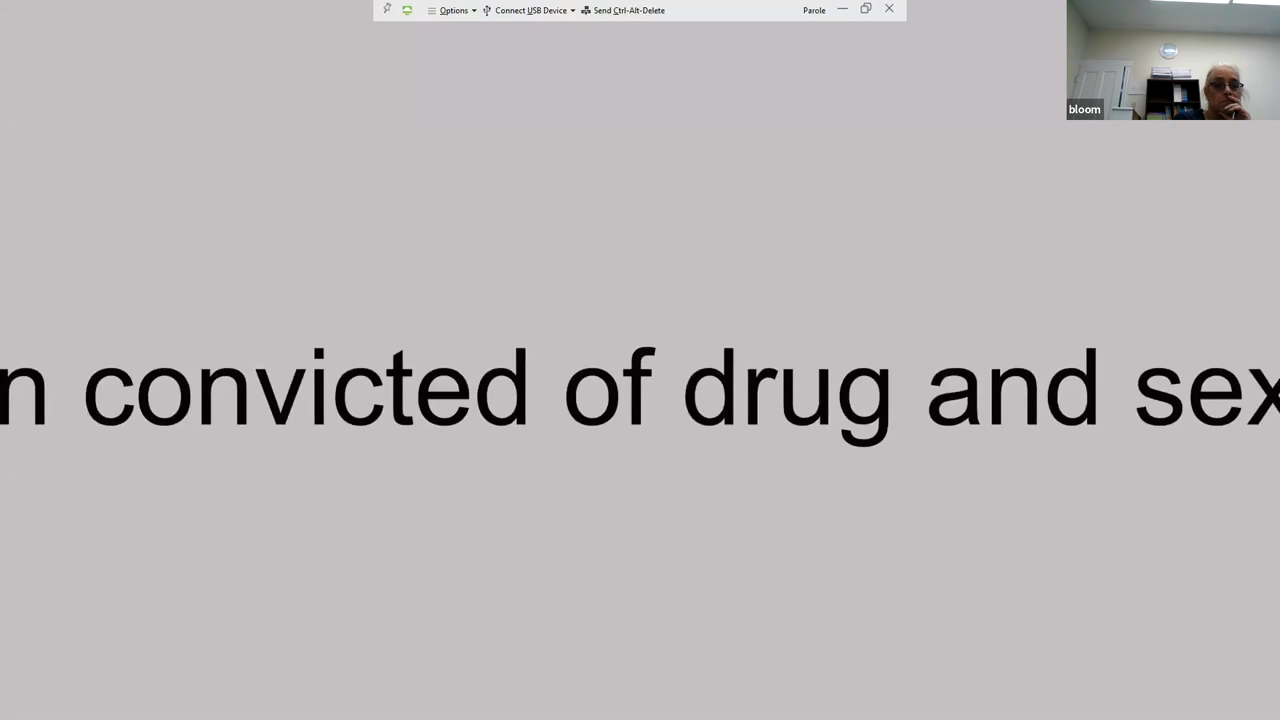 Options Connect USB Device Send Ctrl-Alt-Delete Parole
bloom
n convicted of drug and sex